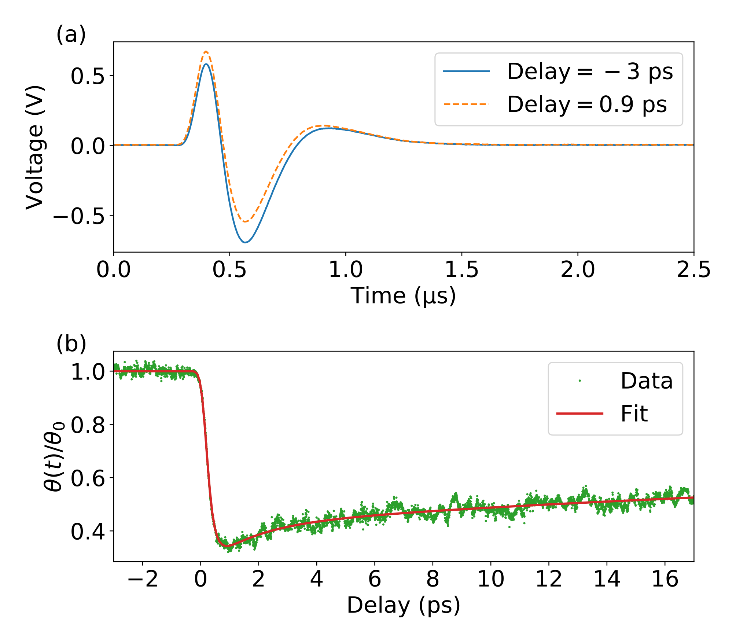 (a)
Voltage (V)
0.5
0.0
−0.5
Delay = −3 ps
Delay = 0.9 ps
0.0 0.5 1.0 1.5 2.0 2.5
Time (μs)
(b)
θ(t)/θ₀
1.0
0.8
0.6
0.4
Data
Fit
−2 0 2 4 6 8 10 12 14 16
Delay (ps)